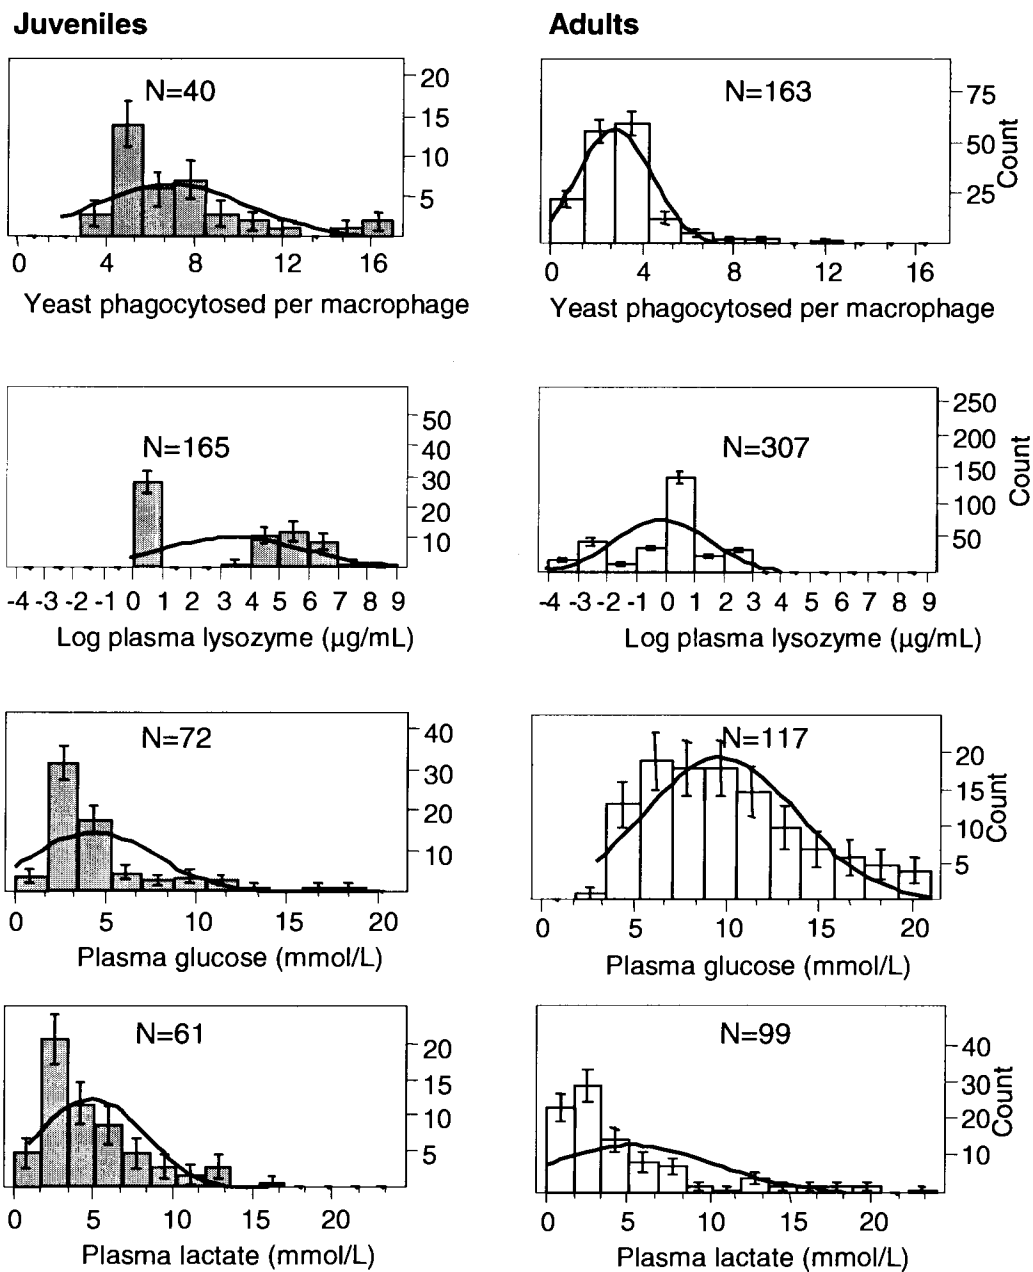 Juveniles
Adults
N=40
20
15
10
5
0 4 8 12 16
Yeast phagocytosed per macrophage
N=163
75
50
25
Count
0 4 8 12 16
Yeast phagocytosed per macrophage
N=165
50
40
30
20
10
-4 -3 -2 -1 0 1 2 3 4 5 6 7 8 9
Log plasma lysozyme (µg/mL)
N=307
250
200
150
100
50
Count
-4 -3 -2 -1 0 1 2 3 4 5 6 7 8 9
Log plasma lysozyme (µg/mL)
N=72
40
30
20
10
0 5 10 15 20
Plasma glucose (mmol/L)
N=117
20
15
10
5
Count
0 5 10 15 20
Plasma glucose (mmol/L)
N=61
20
15
10
5
0 5 10 15 20
Plasma lactate (mmol/L)
N=99
40
30
20
10
Count
0 5 10 15 20
Plasma lactate (mmol/L)